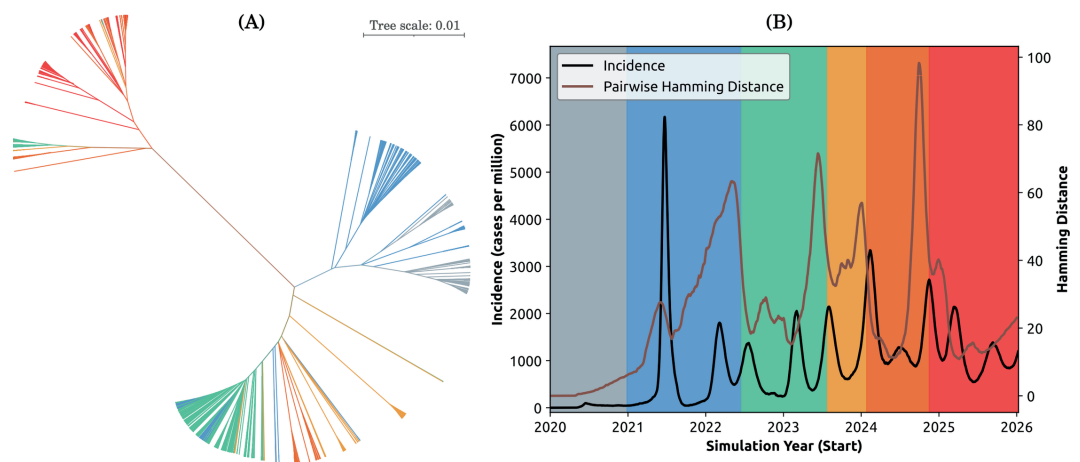 (A)
Tree scale: 0.01
(B)
Incidence
Pairwise Hamming Distance
Incidence (cases per million)
7000
6000
5000
4000
3000
2000
1000
0
100
80
60
40
20
0
Hamming Distance
2020
2021
2022
2023
2024
2025
2026
Simulation Year (Start)